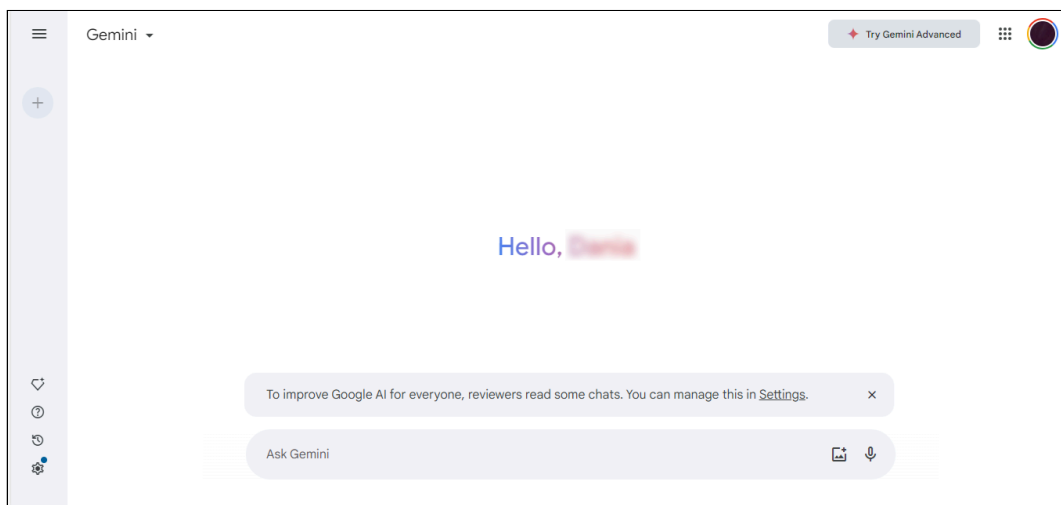 Gemini
Try Gemini Advanced
Hello,
To improve Google AI for everyone, reviewers read some chats. You can manage this in Settings.
Ask Gemini